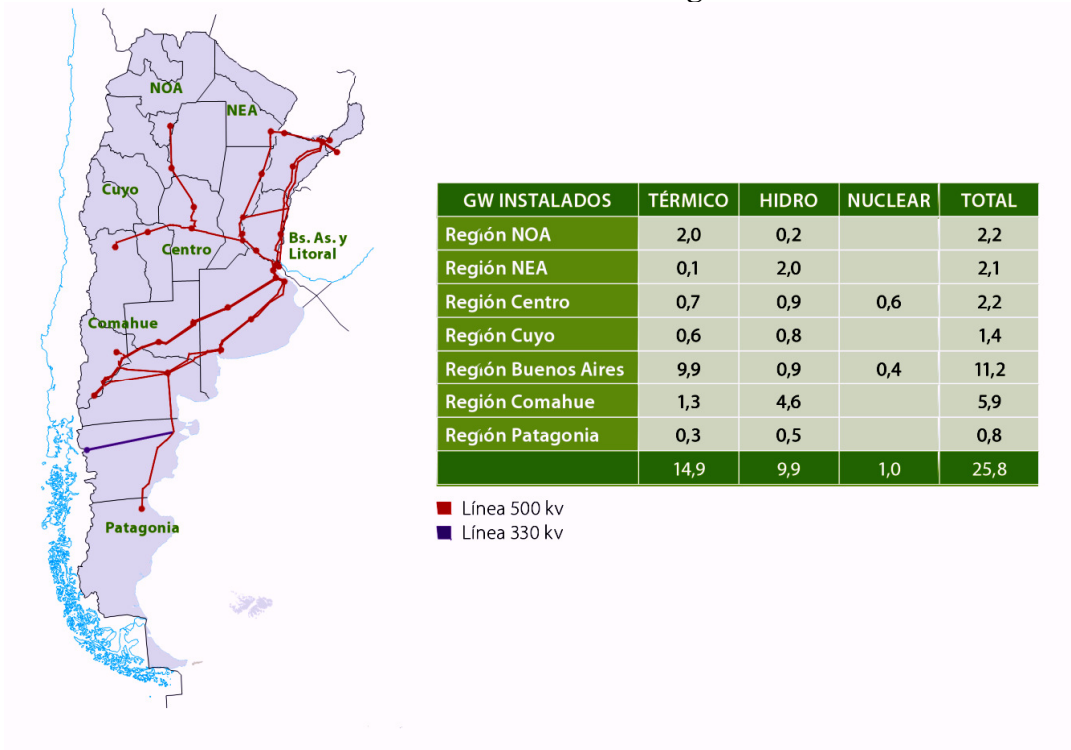 NOA
NEA
Cuyo
Bs. As. y
Litoral
Centro
Comahue
Patagonia
GW INSTALADOS TÉRMICO HIDRO NUCLEAR TOTAL
Región NOA 2,0 0,2 2,2
Región NEA 0,1 2,0 2,1
Región Centro 0,7 0,9 0,6 2,2
Región Cuyo 0,6 0,8 1,4
Región Buenos Aires 9,9 0,9 0,4 11,2
Región Comahue 1,3 4,6 5,9
Región Patagonia 0,3 0,5 0,8
14,9 9,9 1,0 25,8
Línea 500 kv
Línea 330 kv